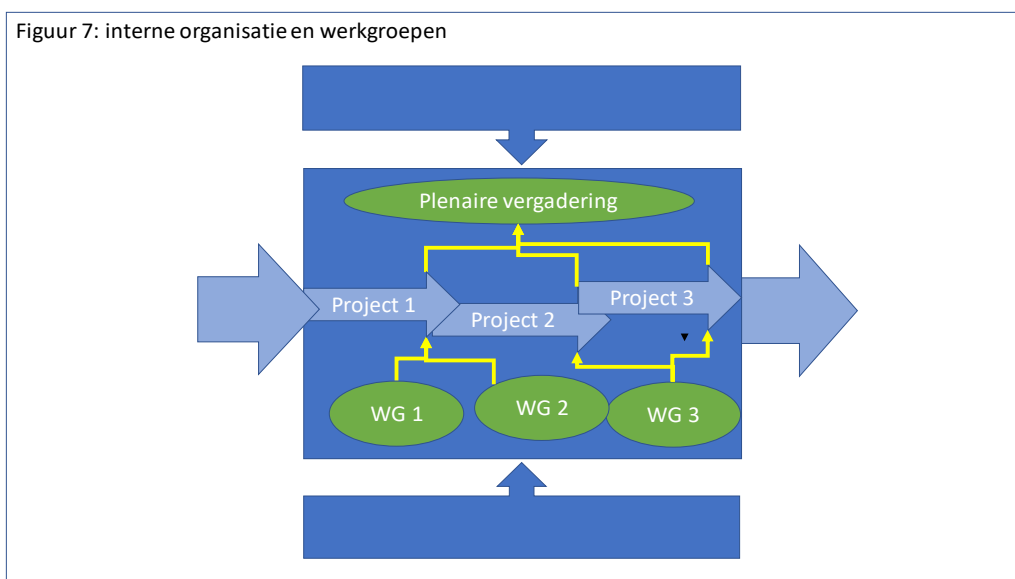 Figuur 7: interne organisatie en werkgroepen
Plenaire vergadering
Project 1
Project 2
Project 3
WG 1
WG 2
WG 3